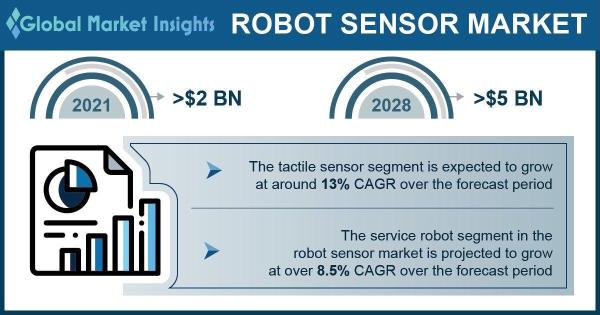 Global Market Insights
ROBOT SENSOR MARKET
2021
>$2 BN
2028
>$5 BN
The tactile sensor segment is expected to grow
at around 13% CAGR over the forecast period
The service robot segment in the
robot sensor market is projected to grow
at over 8.5% CAGR over the forecast period